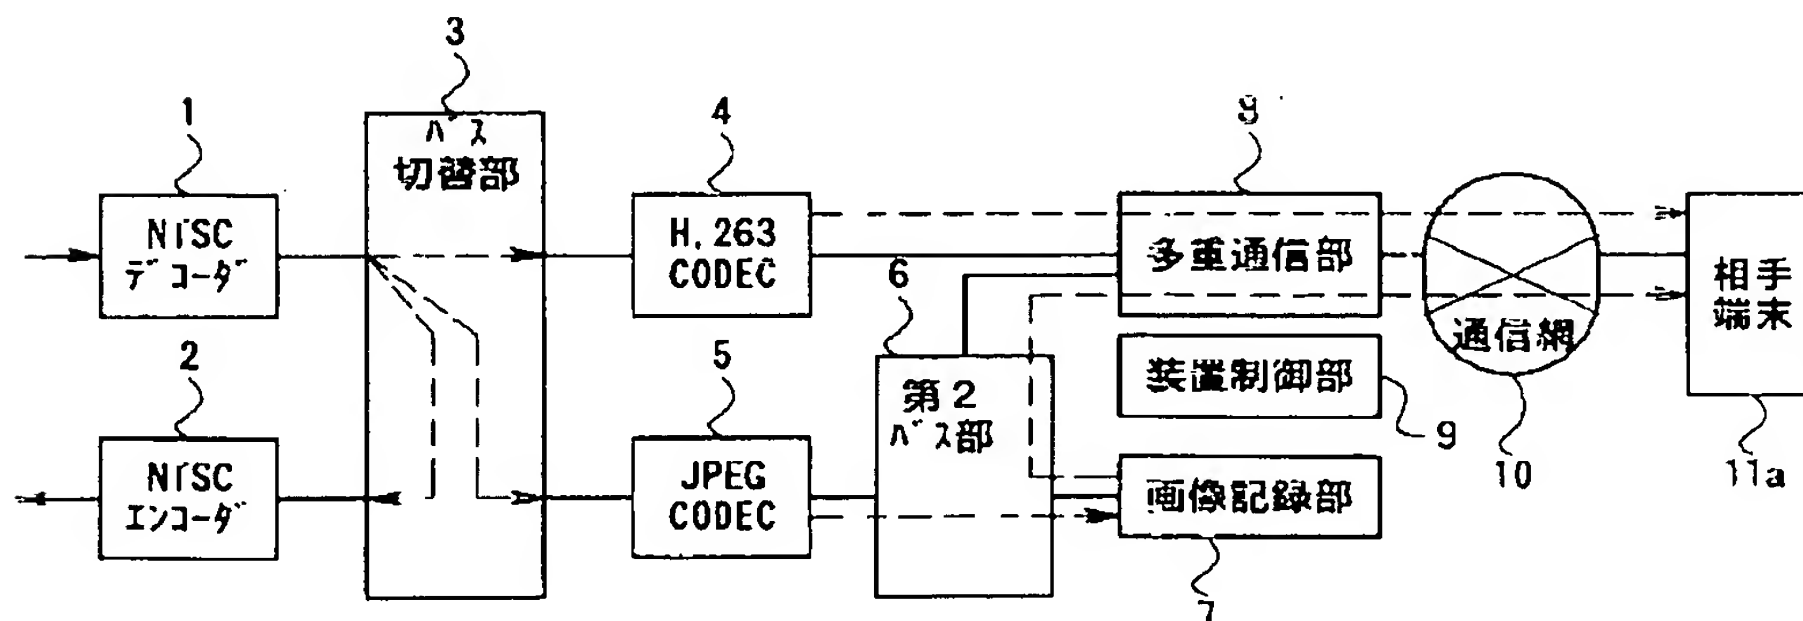 3
1
4
8
バス
切替部
NTSC
デコーダ
H.263
CODEC
多重通信部
6
相手
端末
通信網
2
5
装置制御部
第2
バス部
9
10
11a
NTSC
エンコーダ
JPEG
CODEC
画像記録部
7